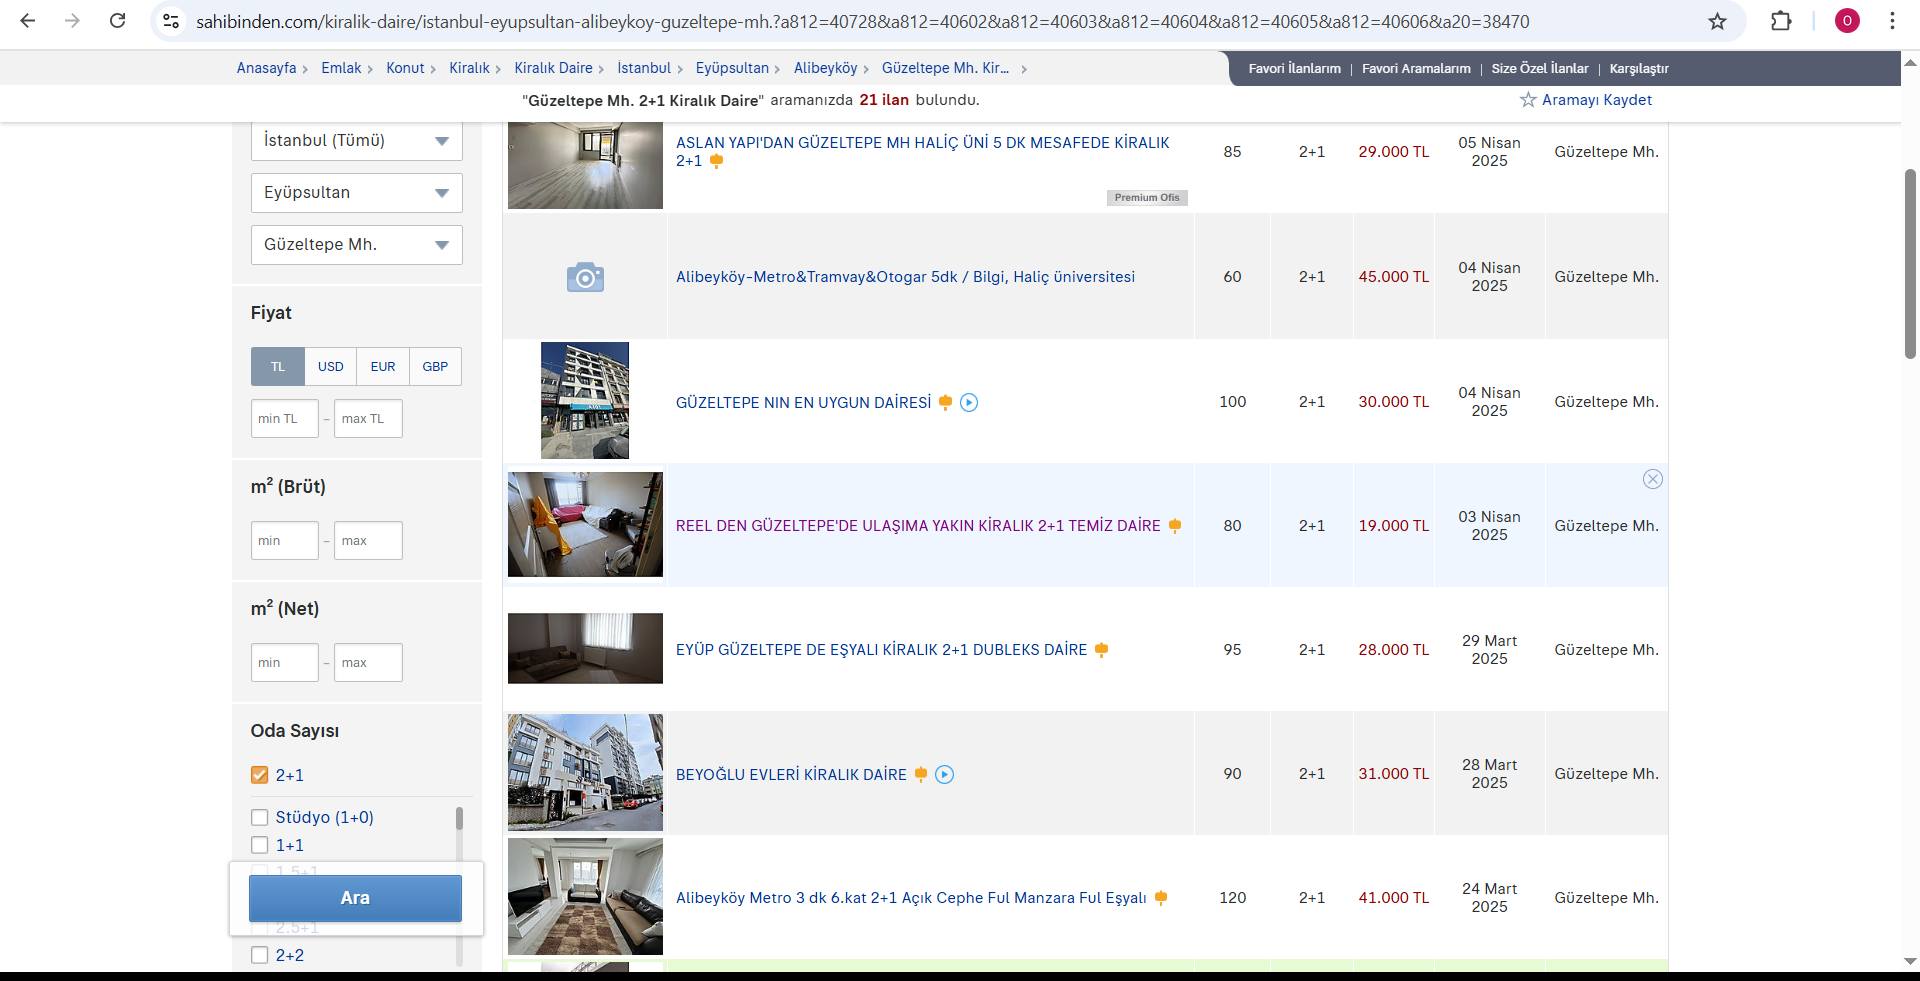 sahibinden.com/kiralik-daire/istanbul-eyupsultan-alibeykoy-guzeltepe-mh.?a812=40728&a812=40602&a812=40603&a812=40604&a812=40605&a812=40606&a20=38470
O
Anasayfa > Emlak > Konut > Kiralık > Kiralık Daire > İstanbul > Eyüpsultan > Alibeyköy > Güzeltepe Mh. Kir... >
Favori İlanlarım | Favori Aramalarım | Size Özel İlanlar | Karşılaştır
"Güzeltepe Mh. 2+1 Kiralık Daire" aramanızda 21 ilan bulundu.
Aramayı Kaydet
İstanbul (Tümü)
Eyüpsultan
Güzeltepe Mh.
Fiyat
TL USD EUR GBP
min TL - max TL
m² (Brüt)
min - max
m² (Net)
min - max
Oda Sayısı
2+1
Stüdyo (1+0)
1+1
1.5+1
Ara
2.5+1
2+2
ASLAN YAPI'DAN GÜZELTEPE MH HALİÇ ÜNİ 5 DK MESAFEDE KİRALIK
2+1
Premium Ofis
85
2+1
29.000 TL
05 Nisan
2025
Güzeltepe Mh.
Alibeyköy-Metro&Tramvay&Otogar 5dk / Bilgi, Haliç üniversitesi
60
2+1
45.000 TL
04 Nisan
2025
Güzeltepe Mh.
GÜZELTEPE NIN EN UYGUN DAİRESİ
100
2+1
30.000 TL
04 Nisan
2025
Güzeltepe Mh.
REEL DEN GÜZELTEPE'DE ULAŞIMA YAKIN KİRALIK 2+1 TEMİZ DAİRE
80
2+1
19.000 TL
03 Nisan
2025
Güzeltepe Mh.
EYÜP GÜZELTEPE DE EŞYALI KİRALIK 2+1 DUBLEKS DAİRE
95
2+1
28.000 TL
29 Mart
2025
Güzeltepe Mh.
BEYOĞLU EVLERİ KİRALIK DAİRE
90
2+1
31.000 TL
28 Mart
2025
Güzeltepe Mh.
Alibeyköy Metro 3 dk 6.kat 2+1 Açık Cephe Ful Manzara Ful Eşyalı
120
2+1
41.000 TL
24 Mart
2025
Güzeltepe Mh.